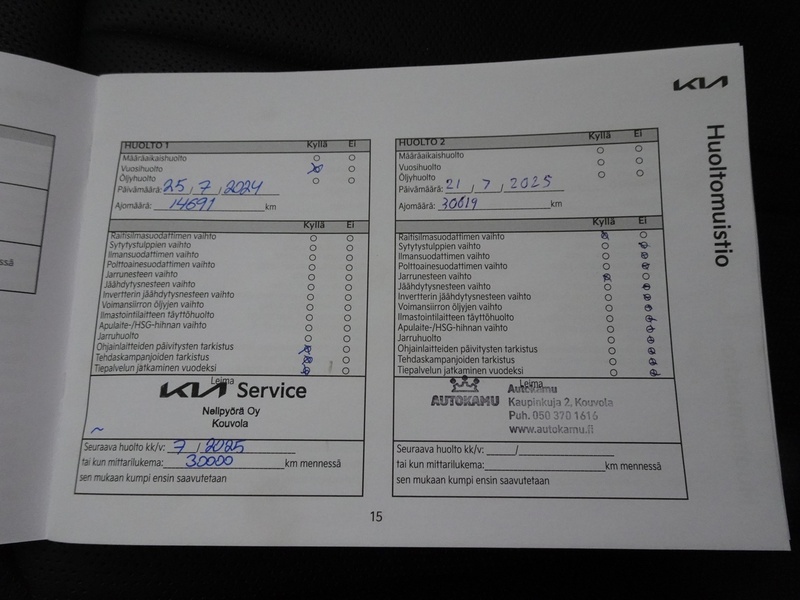 KIA
Huoltomuistio
HUOLTO 1 Kyllä Ei
Määräaikaishuolto
Vuosihuolto
Öljyhuolto
Päivämäärä: 25 / 7 / 2024
Ajomäärä: 14691 km
Kyllä Ei
Raitisilmasuodattimen vaihto
Sytytystulppien vaihto
Ilmansuodattimen vaihto
Polttoainesuodattimen vaihto
Jarrunesteen vaihto
Jäähdytysnesteen vaihto
Invertterin jäähdytysnesteen vaihto
Voimansiirron öljyjen vaihto
Ilmastointilaitteen täyttöhuolto
Apulaite-/HSG-hihnan vaihto
Jarruhuolto
Ohjainlaitteiden päivitysten tarkistus
Tehdaskampanjoiden tarkistus
Tiepalvelun jatkaminen vuodeksi
Leima
KIA Service
Nelipyörä Oy
Kouvola
Seuraava huolto kk/v: 7 / 2025
tai kun mittarilukema: 30000 km mennessä
sen mukaan kumpi ensin saavutetaan
HUOLTO 2 Kyllä Ei
Määräaikaishuolto
Vuosihuolto
Öljyhuolto
Päivämäärä: 21 / 7 / 2025
Ajomäärä: 30019 km
Kyllä Ei
Raitisilmasuodattimen vaihto
Sytytystulppien vaihto
Ilmansuodattimen vaihto
Polttoainesuodattimen vaihto
Jarrunesteen vaihto
Jäähdytysnesteen vaihto
Invertterin jäähdytysnesteen vaihto
Voimansiirron öljyjen vaihto
Ilmastointilaitteen täyttöhuolto
Apulaite-/HSG-hihnan vaihto
Jarruhuolto
Ohjainlaitteiden päivitysten tarkistus
Tehdaskampanjoiden tarkistus
Tiepalvelun jatkaminen vuodeksi
Leima
AUTOKAMU
Autokamu
Kaupinkuja 2, Kouvola
Puh. 050 370 1616
www.autokamu.fi
Seuraava huolto kk/v: /
tai kun mittarilukema: km mennessä
sen mukaan kumpi ensin saavutetaan
15